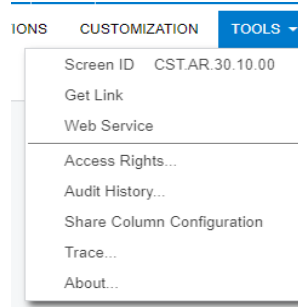 IONS CUSTOMIZATION TOOLS
Screen ID CST.AR.30.10.00
Get Link
Web Service
Access Rights...
Audit History...
Share Column Configuration
Trace...
About...